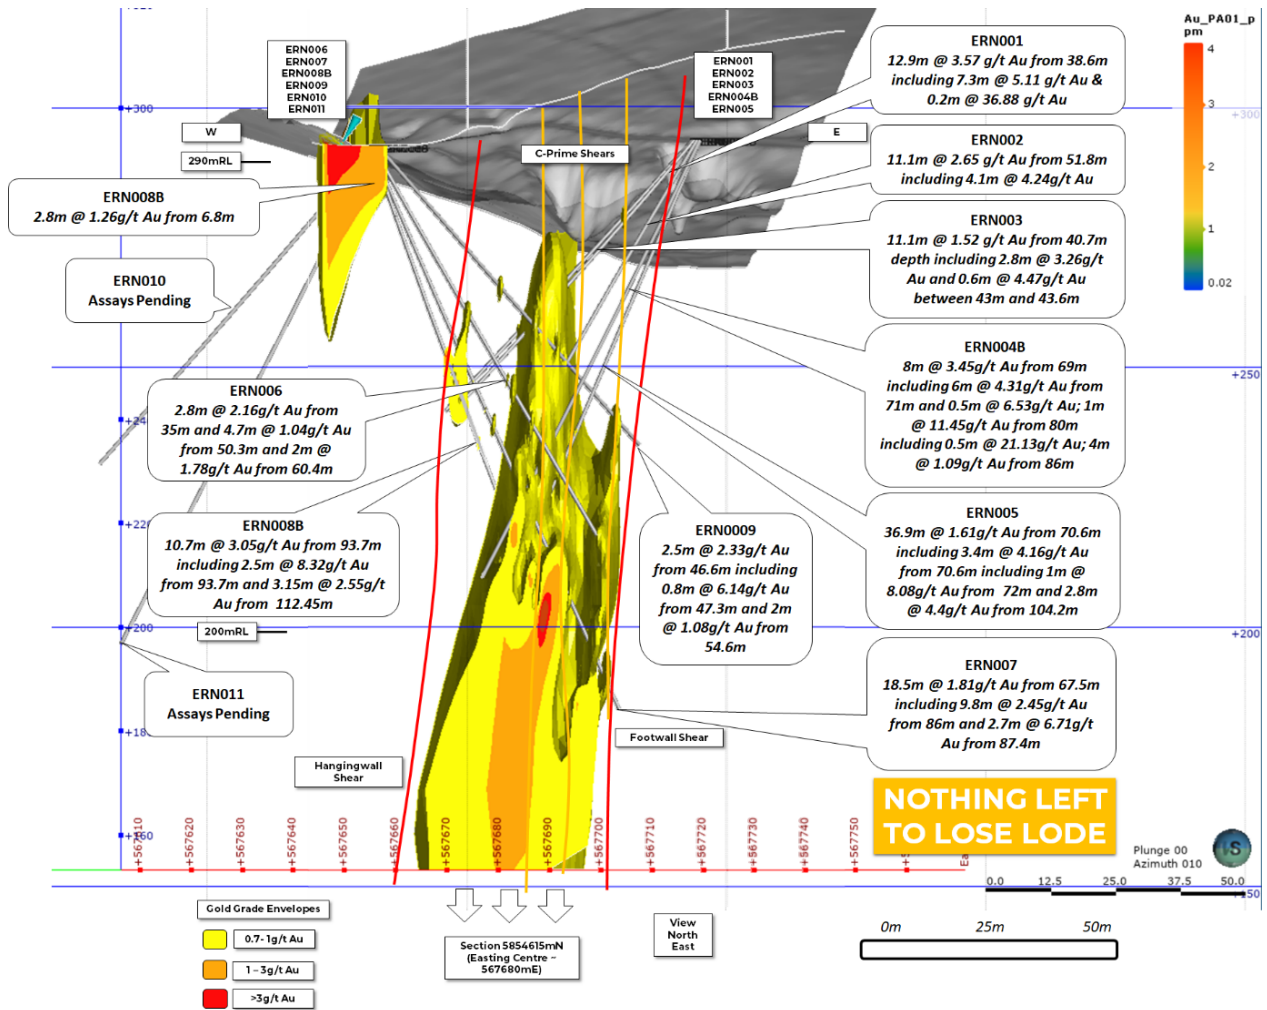 Au_PA01_p
pm
4
3
2
1
0.02
ERN006
ERN007
ERN008B
ERN009
ERN010
ERN011
ERN001
ERN002
ERN003
ERN004B
ERN005
ERN001
12.9m @ 3.57 g/t Au from 38.6m
including 7.3m @ 5.11 g/t Au &
0.2m @ 36.88 g/t Au
+300
+300
W
E
C-Prime Shears
290mRL
ERN002
11.1m @ 2.65 g/t Au from 51.8m
including 4.1m @ 4.24g/t Au
ERN008B
2.8m @ 1.26g/t Au from 6.8m
ERN003
11.1m @ 1.52 g/t Au from 40.7m
depth including 2.8m @ 3.26g/t
Au and 0.6m @ 4.47g/t Au
between 43m and 43.6m
ERN010
Assays Pending
ERN004B
8m @ 3.45g/t Au from 69m
including 6m @ 4.31g/t Au from
71m and 0.5m @ 6.53g/t Au; 1m
@ 11.45g/t Au from 80m
including 0.5m @ 21.13g/t Au; 4m
@ 1.09g/t Au from 86m
+250
ERN006
2.8m @ 2.16g/t Au from
35m and 4.7m @ 1.04g/t Au
from 50.3m and 2m @
1.78g/t Au from 60.4m
+24
ERN005
36.9m @ 1.61g/t Au from 70.6m
including 3.4m @ 4.16g/t Au
from 70.6m including 1m @
8.08g/t Au from 72m and 2.8m
@ 4.4g/t Au from 104.2m
ERN008B
10.7m @ 3.05g/t Au from 93.7m
including 2.5m @ 8.32g/t Au
from 93.7m and 3.15m @ 2.55g/t
Au from 112.45m
+22
ERN0009
2.5m @ 2.33g/t Au
from 46.6m including
0.8m @ 6.14g/t Au
from 47.3m and 2m
@ 1.08g/t Au from
54.6m
+200
200mRL
+200
ERN011
Assays Pending
ERN007
18.5m @ 1.81g/t Au from 67.5m
including 9.8m @ 2.45g/t Au
from 86m and 2.7m @ 6.71g/t
Au from 87.4m
+18
Footwall Shear
Hangingwall
Shear
NOTHING LEFT
TO LOSE LODE
+160
+567610
+567620
+567630
+567640
+567650
+567660
+567670
+567680
+567690
+567700
+567710
+567720
+567730
+567740
+567750
Ea
Plunge 00
Azimuth 010
S
0.0
12.5
25.0
37.5
50.0
+150
Gold Grade Envelopes
0.7- 1g/t Au
1 – 3g/t Au
>3g/t Au
Section 5854615mN
(Easting Centre ~
567680mE)
View
North
East
0m
25m
50m